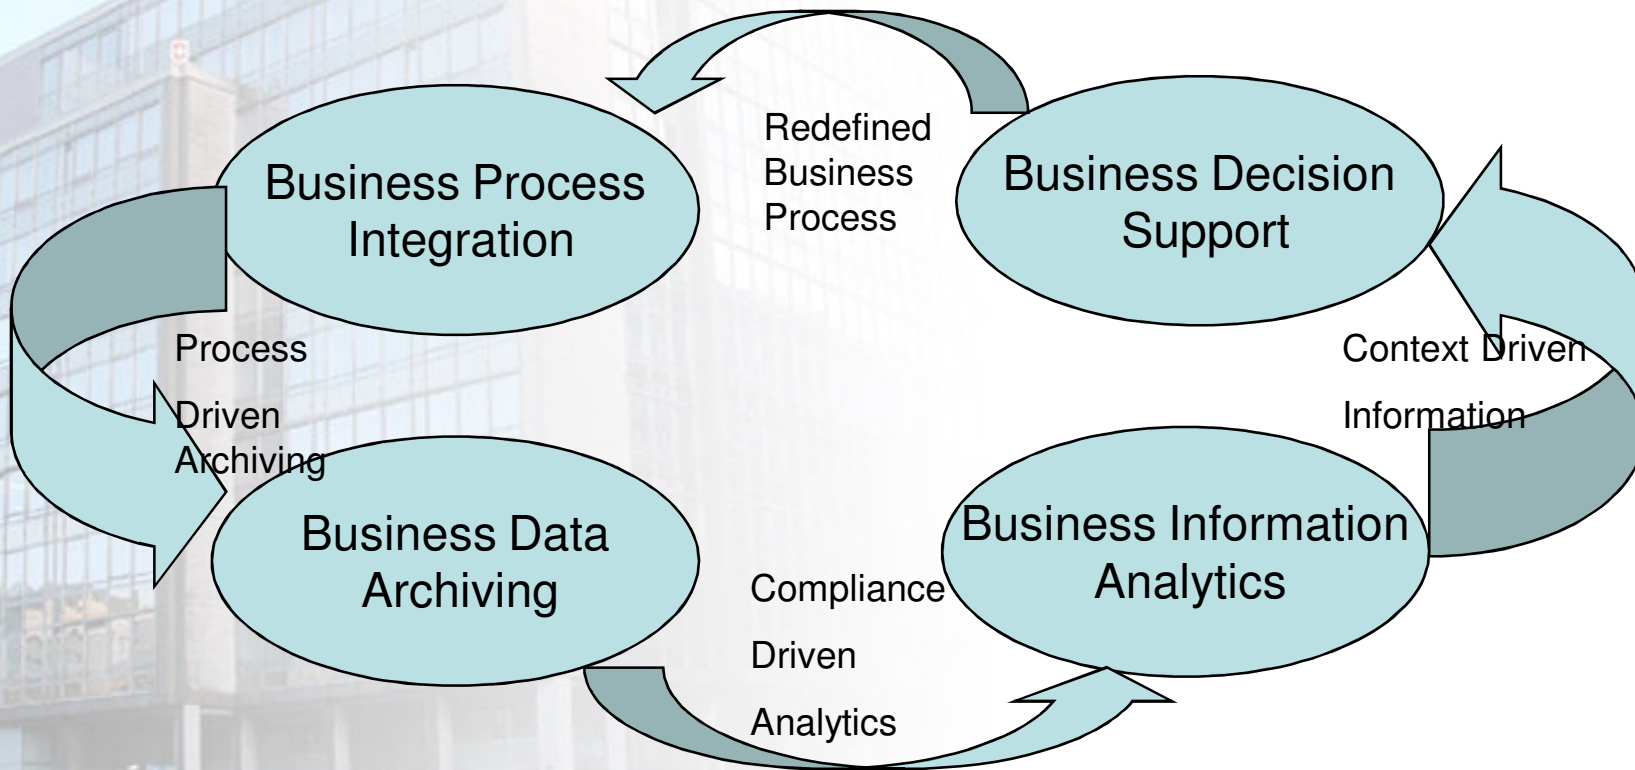 Business Process
Integration
Redefined
Business
Process
Business Decision
Support
Process
Driven
Archiving
Context Driven
Information
Business Data
Archiving
Compliance
Driven
Analytics
Business Information
Analytics